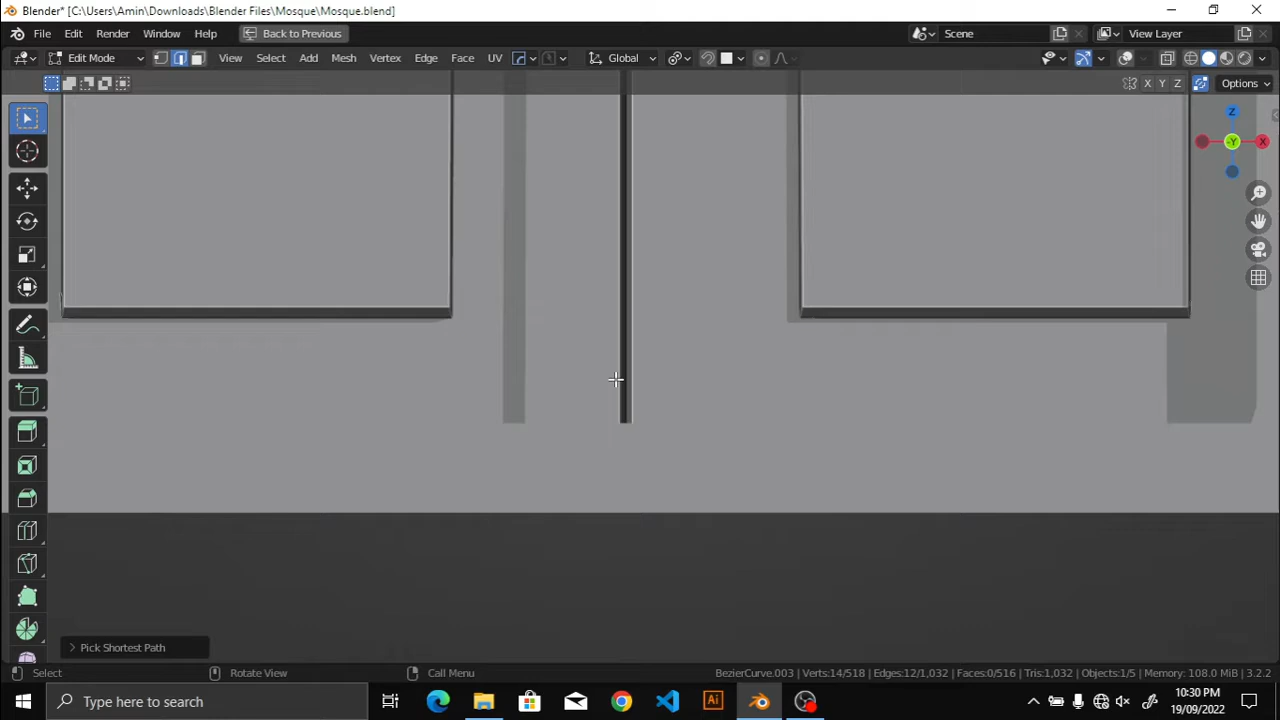 Blender* [C:\Users\Amin\Downloads\Blender Files\Mosque\Mosque.blend]
File Edit Render Window Help Back to Previous Scene View Layer
Edit Mode View Select Add Mesh Vertex Edge Face UV Global
X Y Z Options
Z
-Y X
Pick Shortest Path
Select Rotate View Call Menu BezierCurve.003 | Verts:14/518 | Edges:12/1,032 | Faces:0/516 | Tris:1,032 | Objects:1/5 | Memory: 108.0 MiB | 3.2.2
Type here to search Ai 10:30 PM
19/09/2022